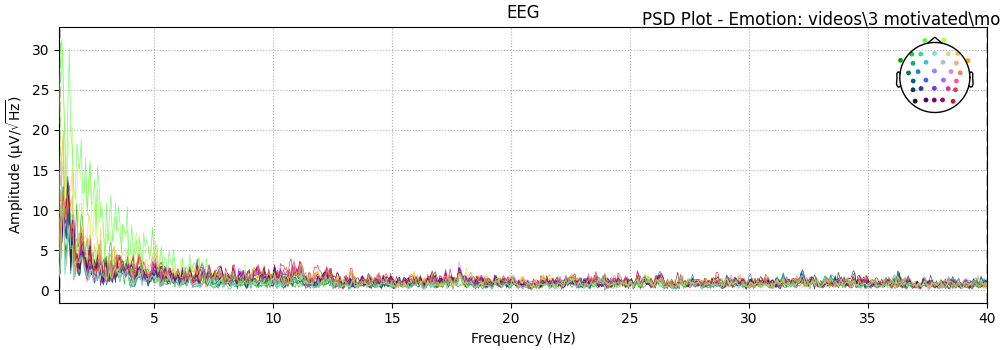 EEG
PSD Plot - Emotion: videos\3 motivated\mo
Amplitude (µV/√Hz)
30
25
20
15
10
5
0
5 10 15 20 25 30 35 40
Frequency (Hz)